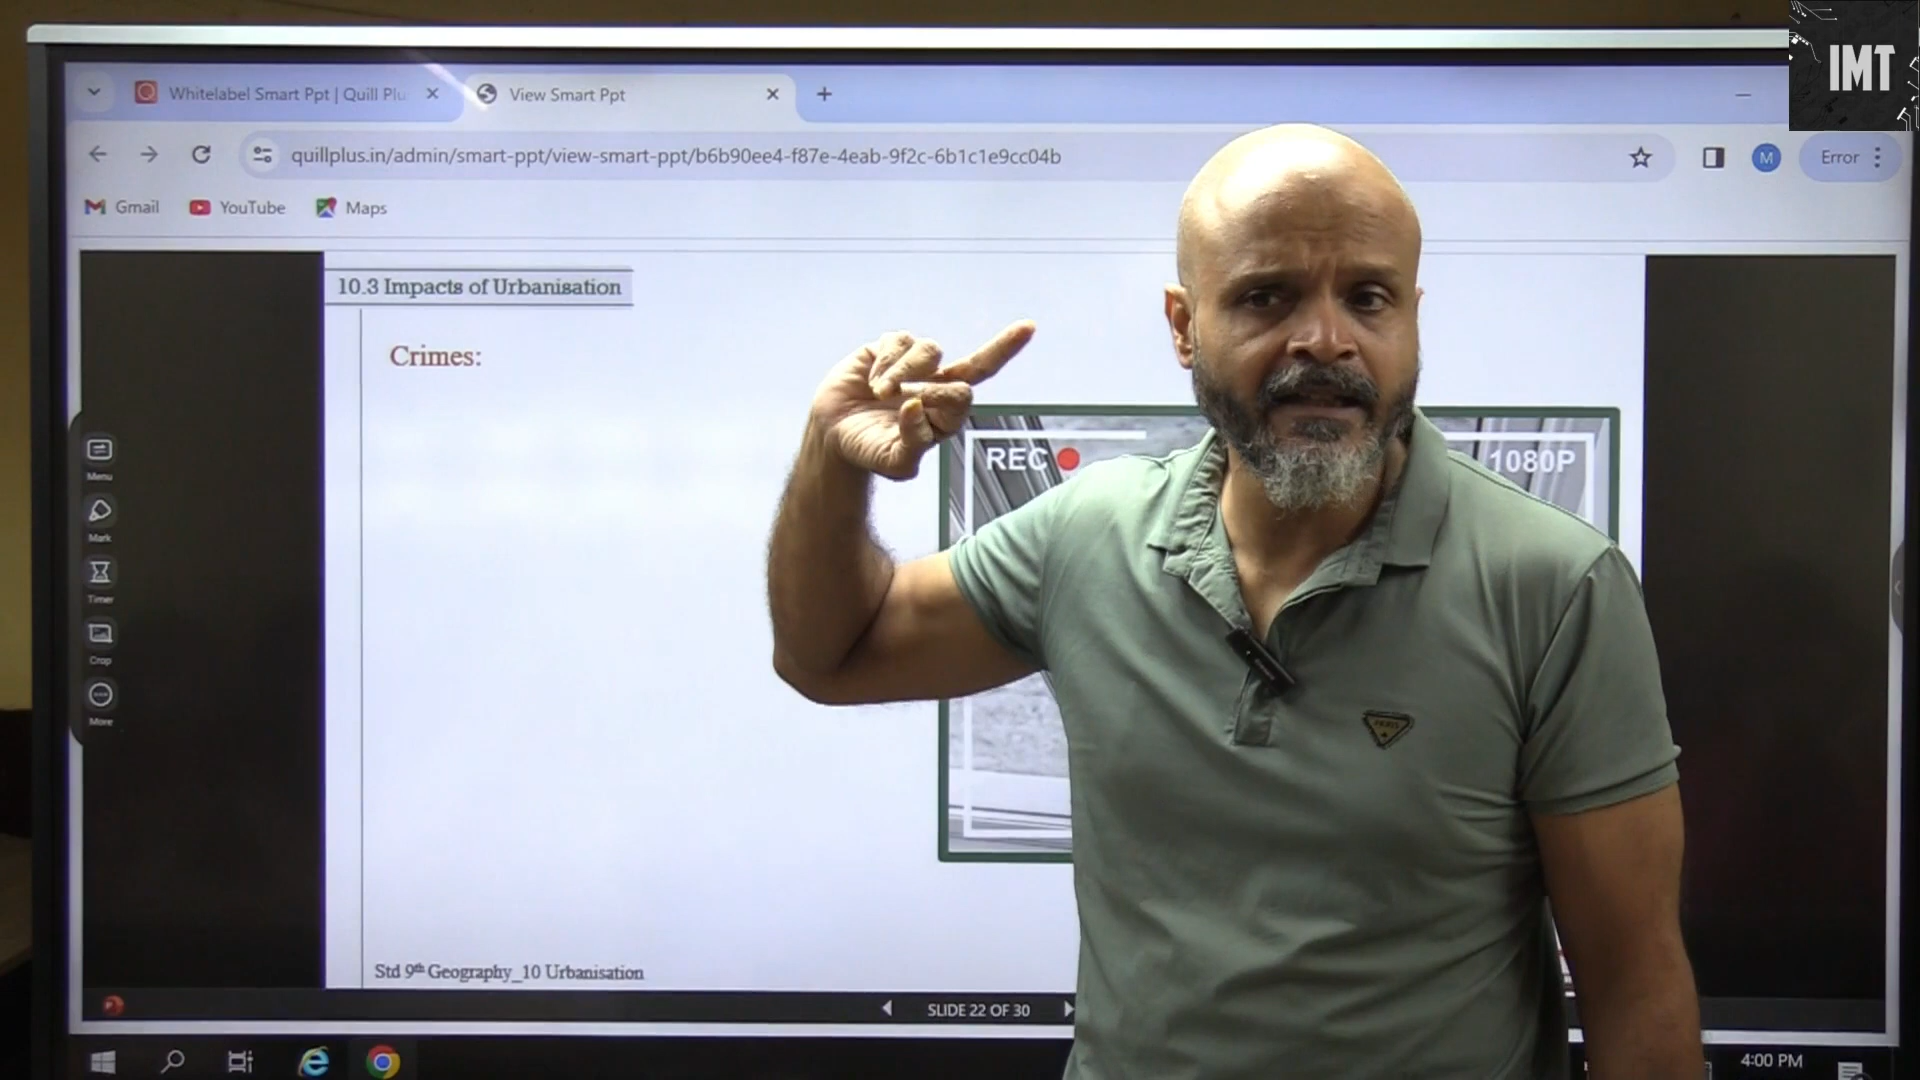 IMT
Whitelabel Smart Ppt | Quill Plu
View Smart Ppt
quillplus.in/admin/smart-ppt/view-smart-ppt/b6b90ee4-f87e-4eab-9f2c-6b1c1e9cc04b
M
Error
Gmail
YouTube
Maps
10.3 Impacts of Urbanisation
Crimes:
REC
1080P
Menu
Mark
Timer
Crop
More
Std 9th Geography_10 Urbanisation
SLIDE 22 OF 30
4:00 PM